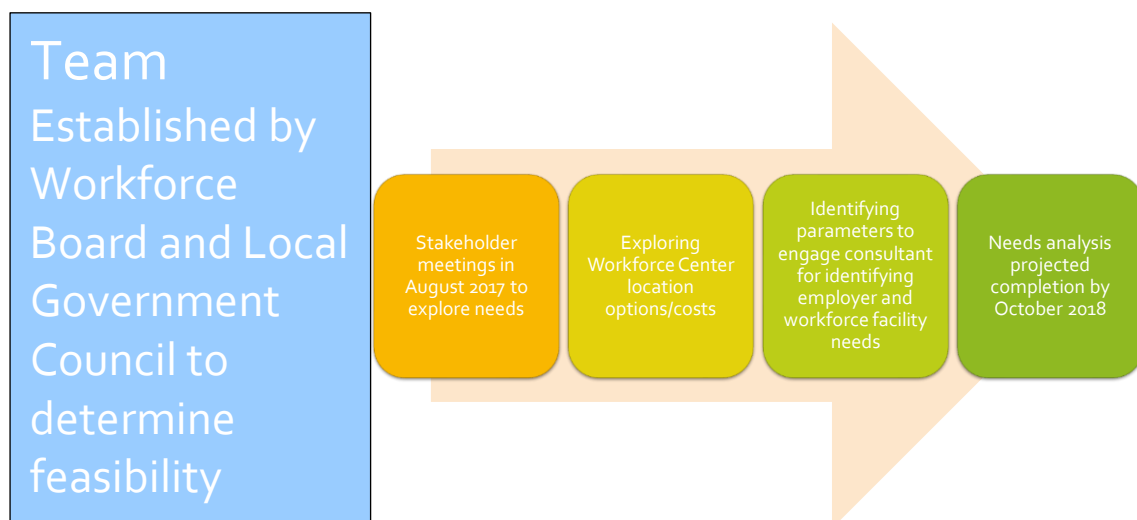 Team
Established by
Workforce
Board and Local
Government
Council to
determine
feasibility
Stakeholder
meetings in
August 2017 to
explore needs
Exploring
Workforce Center
location
options/costs
Identifying
parameters to
engage consultant
for identifying
employer and
workforce facility
needs
Needs analysis
projected
completion by
October 2018